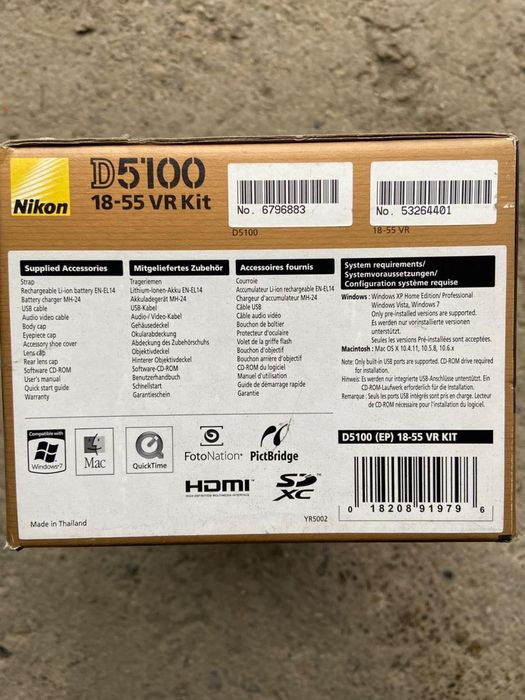 Nikon
D5100
18-55 VR Kit
No. 6796883
D5100
No. 53264401
18-55 VR
Supplied Accessories
Strap
Rechargeable Li-ion battery EN-EL14
Battery charger MH-24
USB cable
Audio video cable
Body cap
Eyepiece cap
Accessory shoe cover
Lens cap
Rear lens cap
Software CD-ROM
User's manual
Quick start guide
Warranty
Mitgeliefertes Zubehör
Trageriemen
Lithium-Ionen-Akku EN-EL14
Akkuladegerät MH-24
USB-Kabel
Audio-/ Video-Kabel
Gehäusedeckel
Okularabdeckung
Abdeckung des Zubehörschuhs
Objektivdeckel
Hinterer Objektivdeckel
Software-CD-ROM
Benutzerhandbuch
Schnellstart
Garantieschein
Accessoires fournis
Courroie
Accumulateur Li-ion rechargeable EN-EL14
Chargeur d'accumulateur MH-24
Câble USB
Câble audio vidéo
Bouchon de boîtier
Protecteur d'oculaire
Volet de la griffe flash
Bouchon d'objectif
Bouchon arriere d'objectif
CD-ROM du logiciel
Manuel d'utilisation
Guide de démarrage rapide
Garantie
System requirements/
Systemvoraussetzungen/
Configuration système requise
Windows : Windows XP Home Edition/ Professional
Windows Vista, Windows 7
Only pre-installed versions are supported.
Es werden nur vorinstallierte versionen
unterstützt.
Seules les versions Pré-installées sont acceptées.
Macintosh : Mac OS X 10.4.11, 10.5.8, 10.6.x
Note: Only built-in USB ports are supported. CD-ROM drive required
for installation.
Hinweis: Es werden nur integrierte USB-Anschlüsse unterstützt. Ein
CD-ROM-Laufwerk erforderlich für die Installation.
Remarque : Seuls les ports USB intégrés sont pris en charge. Lecteur
de CD-ROM nécessaire pour l'installation du logiciel.
Compatible with
Windows 7
Mac
QuickTime
FotoNation
PictBridge
HDMI
HIGH-DEFINITION MULTIMEDIA INTERFACE
SD
XC
TM
D5100 (EP) 18-55 VR KIT
0 18208 91979 6
Made in Thailand
YR5002